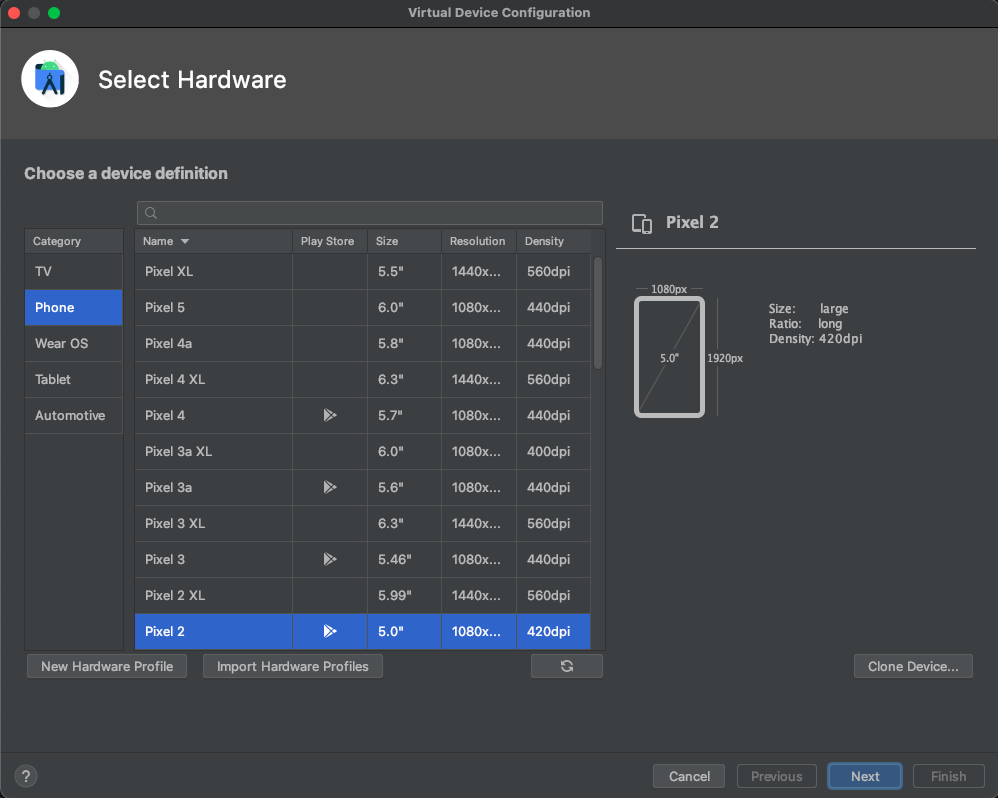 Virtual Device Configuration
Select Hardware
Choose a device definition
Category
TV
Phone
Wear OS
Tablet
Automotive
Name Play Store Size Resolution Density
Pixel XL 5.5" 1440x... 560dpi
Pixel 5 6.0" 1080x... 440dpi
Pixel 4a 5.8" 1080x... 440dpi
Pixel 4 XL 6.3" 1440x... 560dpi
Pixel 4 5.7" 1080x... 440dpi
Pixel 3a XL 6.0" 1080x... 400dpi
Pixel 3a 5.6" 1080x... 440dpi
Pixel 3 XL 6.3" 1440x... 560dpi
Pixel 3 5.46" 1080x... 440dpi
Pixel 2 XL 5.99" 1440x... 560dpi
Pixel 2 5.0" 1080x... 420dpi
Pixel 2
1080px
5.0"
1920px
Size: large
Ratio: long
Density: 420dpi
New Hardware Profile
Import Hardware Profiles
Clone Device...
?
Cancel
Previous
Next
Finish